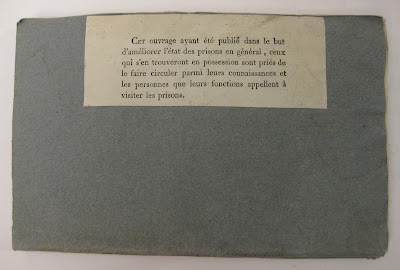 Cet ouvrage ayant été publié dans le but
d'améliorer l'état des prisons en général, ceux
qui s'en trouveront en possession sont priés de
le faire circuler parmi leurs connaissances et
les personnes que leurs fonctions appellent à
visiter les prisons.